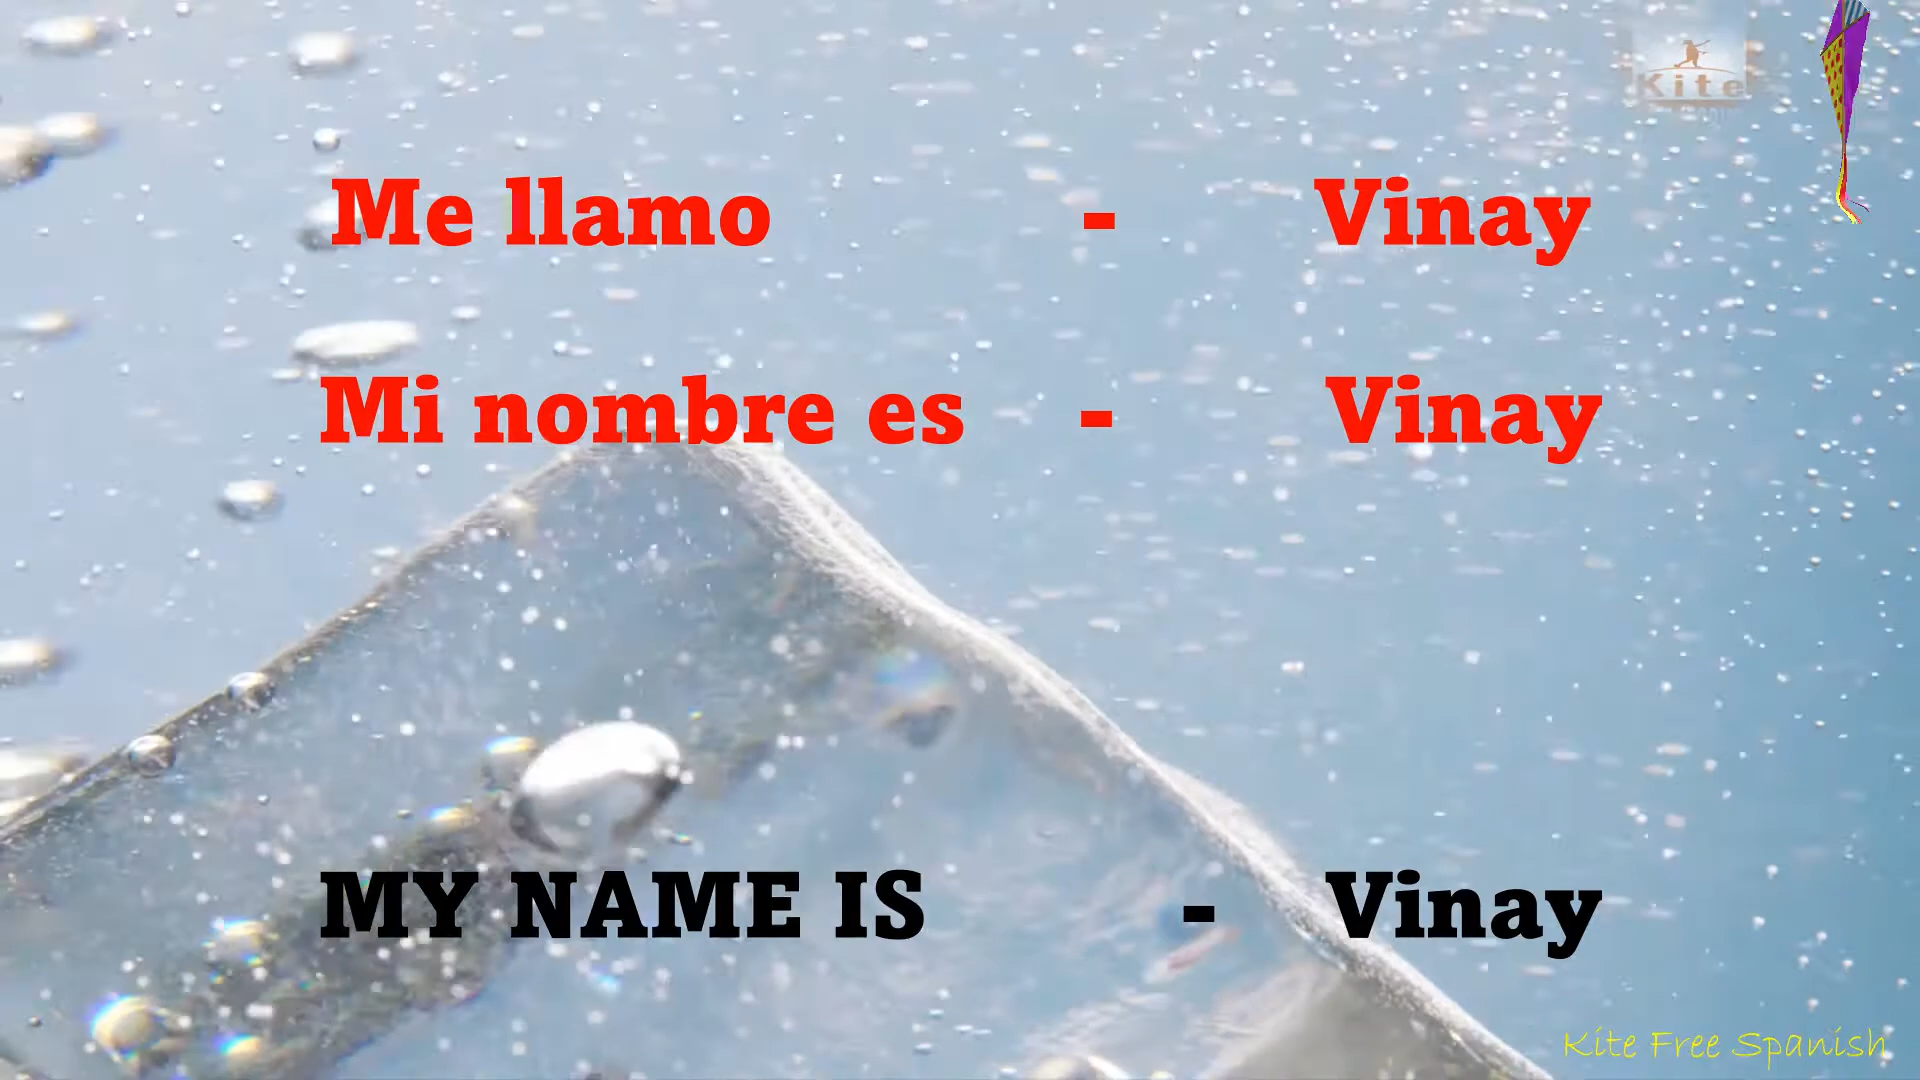 Kite
Me llamo - Vinay
Mi nombre es - Vinay
MY NAME IS - Vinay
Kite Free Spanish